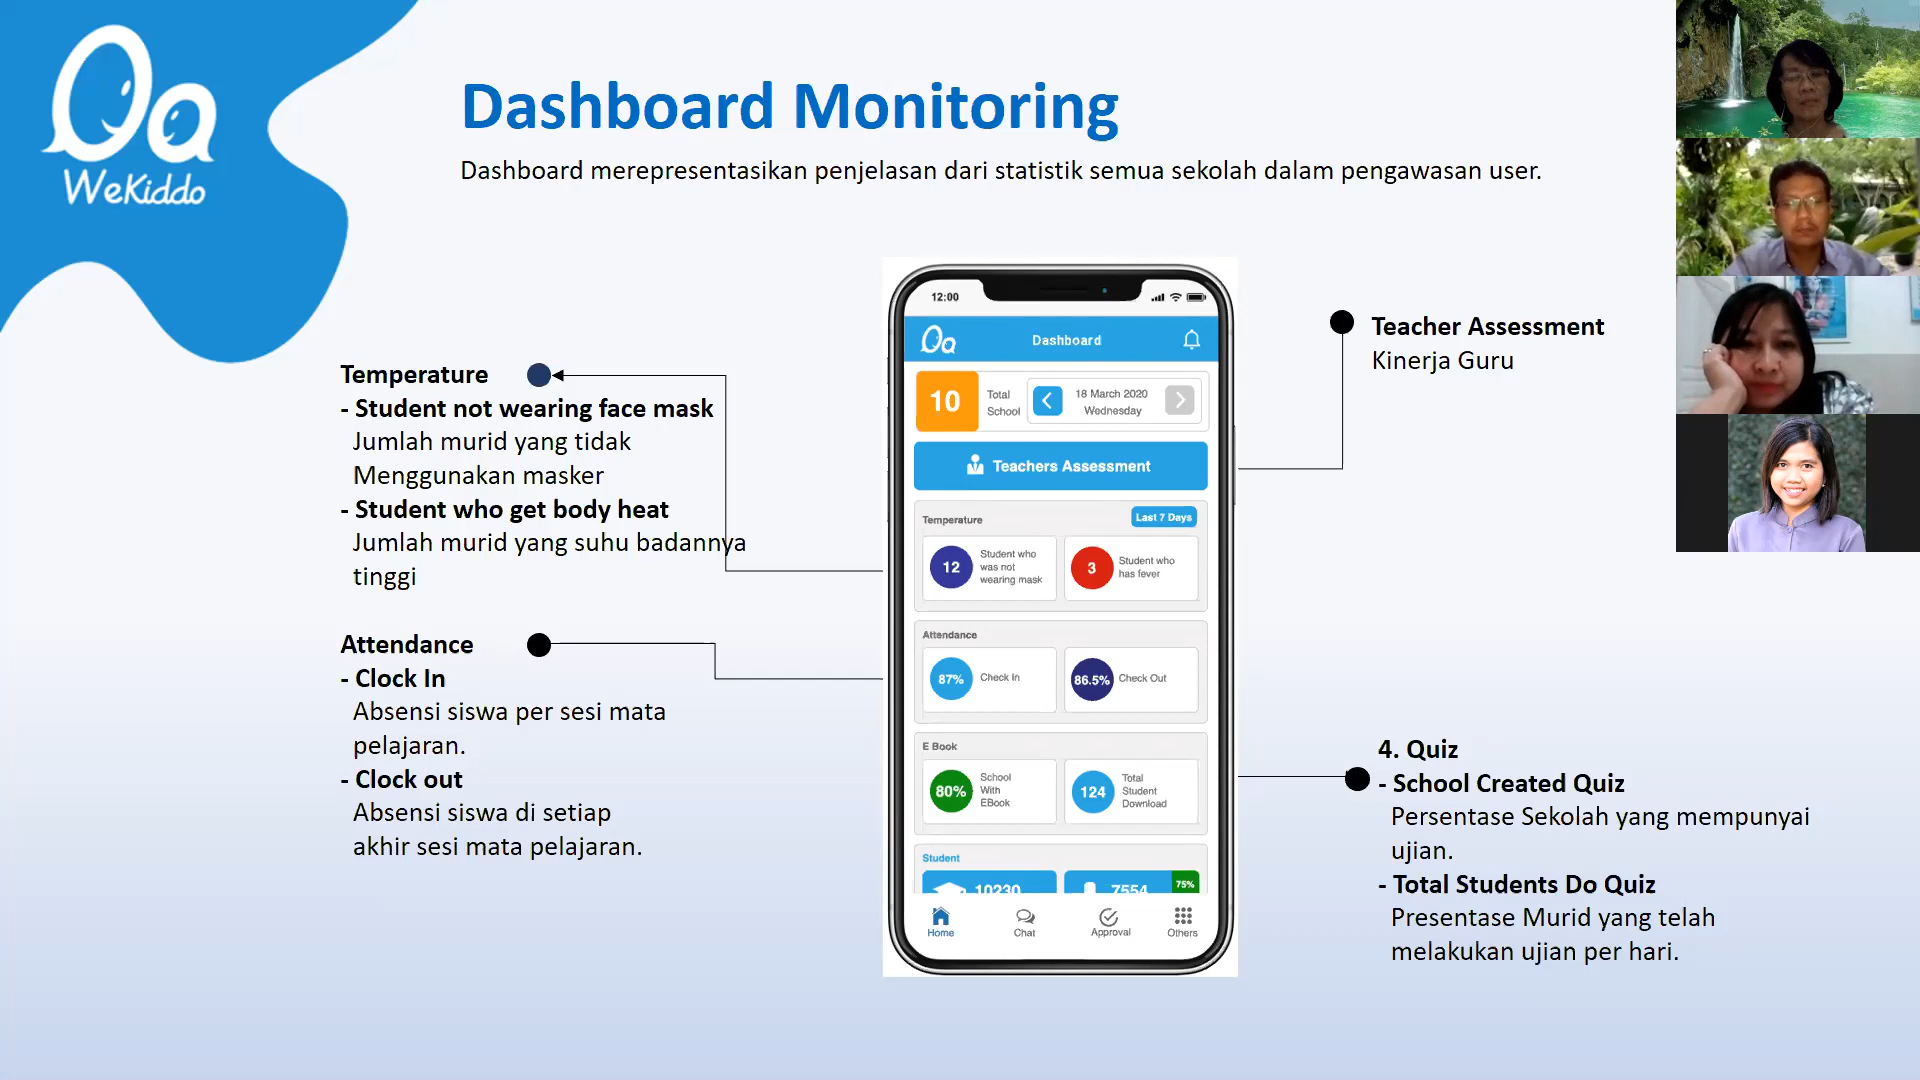 WeKiddo
Dashboard Monitoring
Dashboard merepresentasikan penjelasan dari statistik semua sekolah dalam pengawasan user.
Temperature
- Student not wearing face mask
Jumlah murid yang tidak
Menggunakan masker
- Student who get body heat
Jumlah murid yang suhu badannya
tinggi
Attendance
- Clock In
Absensi siswa per sesi mata
pelajaran.
- Clock out
Absensi siswa di setiap
akhir sesi mata pelajaran.
12:00
Dashboard
10
Total
School
18 March 2020
Wednesday
Teachers Assessment
Temperature
Last 7 Days
12
Student who
was not
wearing mask
3
Student who
has fever
Attendance
87%
Check In
86.5%
Check Out
E Book
80%
School
With
EBook
124
Total
Student
Download
Student
10230
7554
75%
Home
Chat
Approval
Others
Teacher Assessment
Kinerja Guru
4. Quiz
- School Created Quiz
Persentase Sekolah yang mempunyai
ujian.
- Total Students Do Quiz
Presentase Murid yang telah
melakukan ujian per hari.